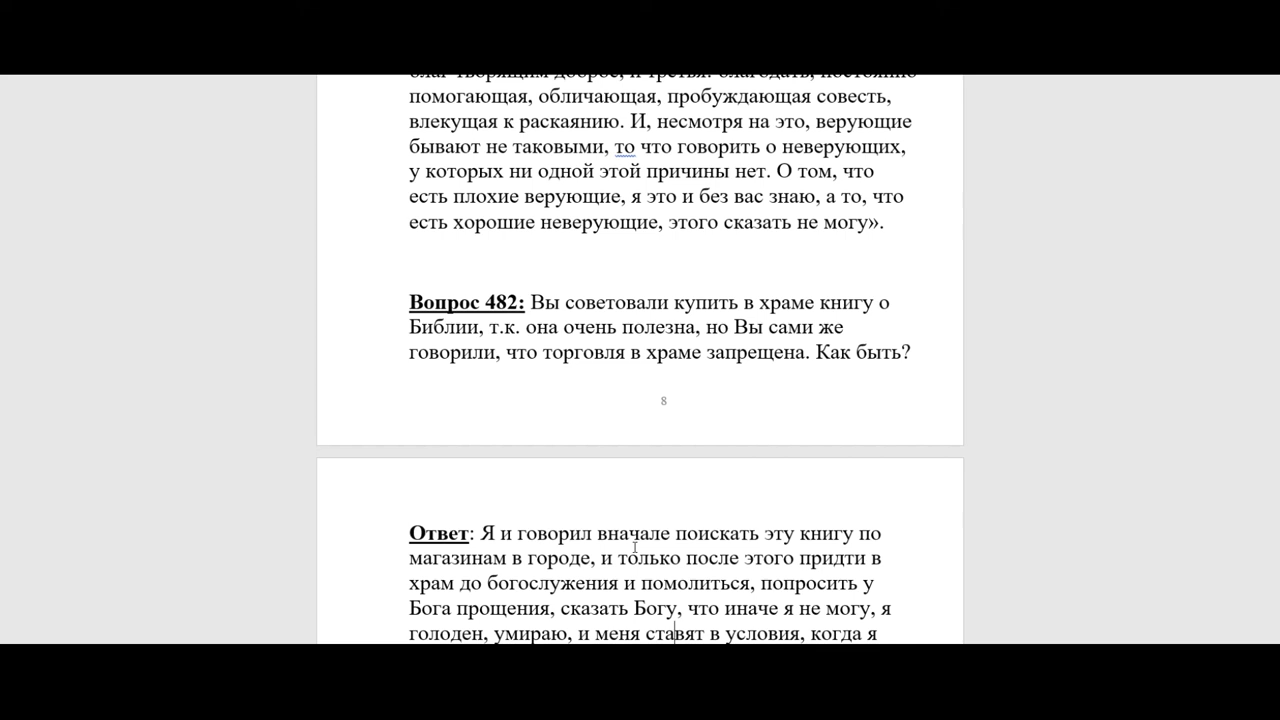 помогающая, обличающая, пробуждающая совесть,
влекущая к раскаянию. И, несмотря на это, верующие
бывают не таковыми, то что говорить о неверующих,
у которых ни одной этой причины нет. О том, что
есть плохие верующие, я это и без вас знаю, а то, что
есть хорошие неверующие, этого сказать не могу».
Вопрос 482: Вы советовали купить в храме книгу о
Библии, т.к. она очень полезна, но Вы сами же
говорили, что торговля в храме запрещена. Как быть?
8
Ответ: Я и говорил вначале поискать эту книгу по
магазинам в городе, и только после этого придти в
храм до богослужения и помолиться, попросить у
Бога прощения, сказать Богу, что иначе я не могу, я
голоден, умираю, и меня ставят в условия, когда я